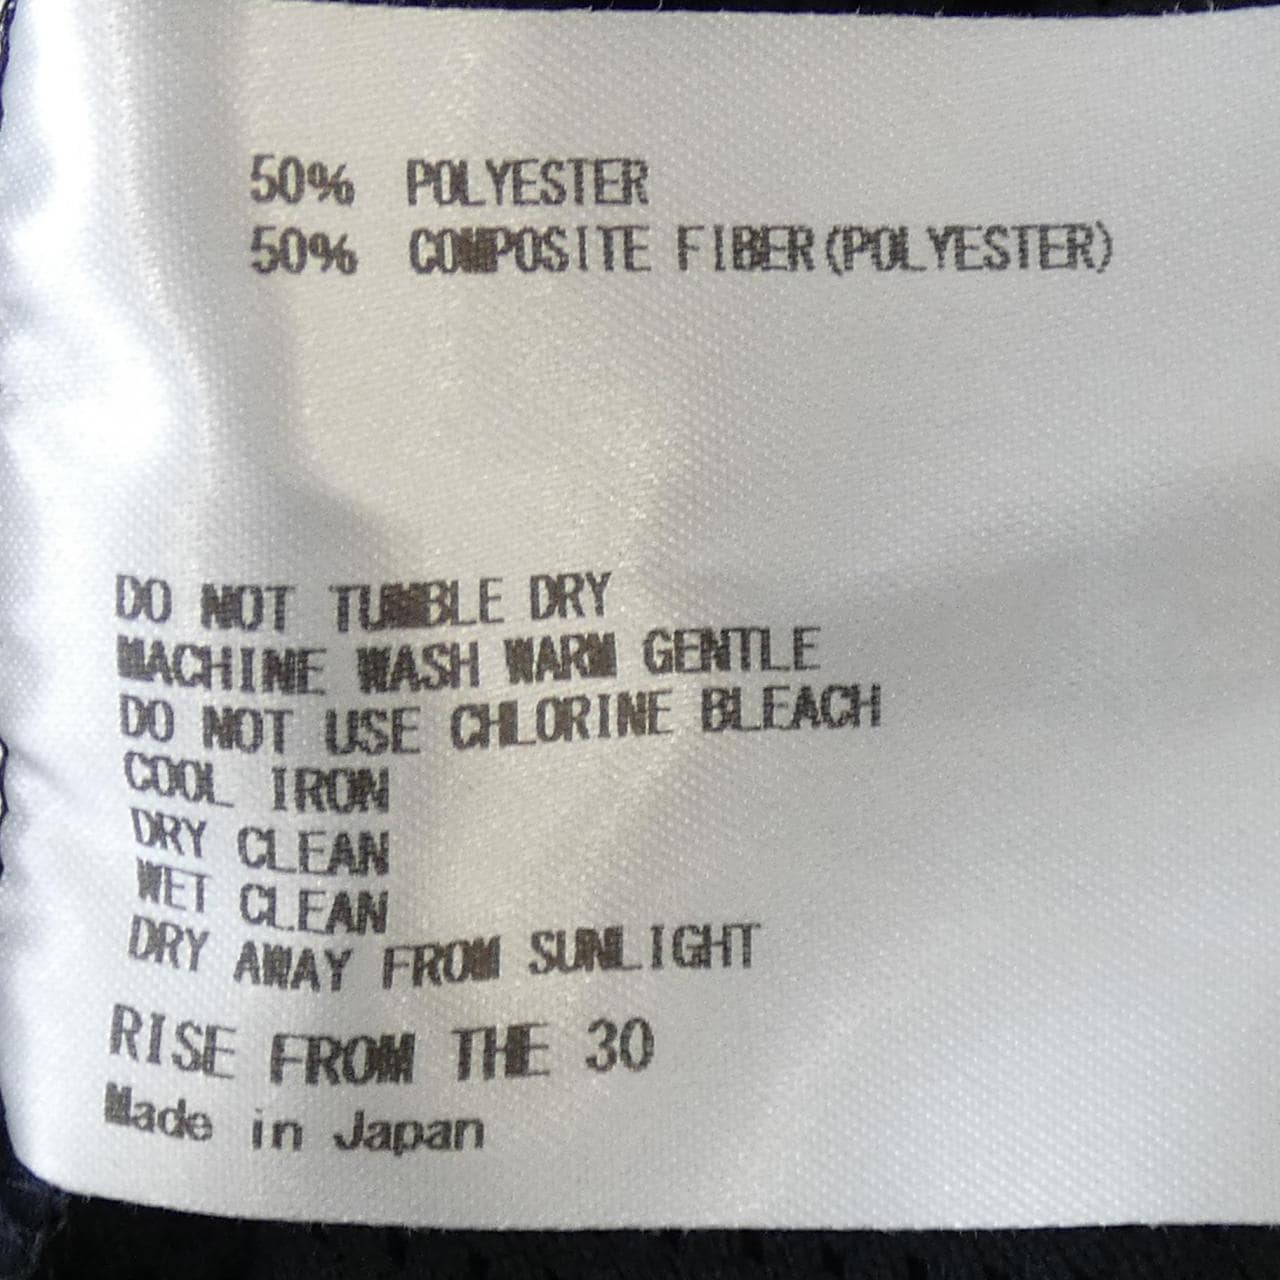 50% POLYESTER
50% COMPOSITE FIBER(POLYESTER)
DO NOT TUMBLE DRY
MACHINE WASH WARM GENTLE
DO NOT USE CHLORINE BLEACH
COOL IRON
DRY CLEAN
WET CLEAN
DRY AWAY FROM SUNLIGHT
RISE FROM THE 30
Made in Japan